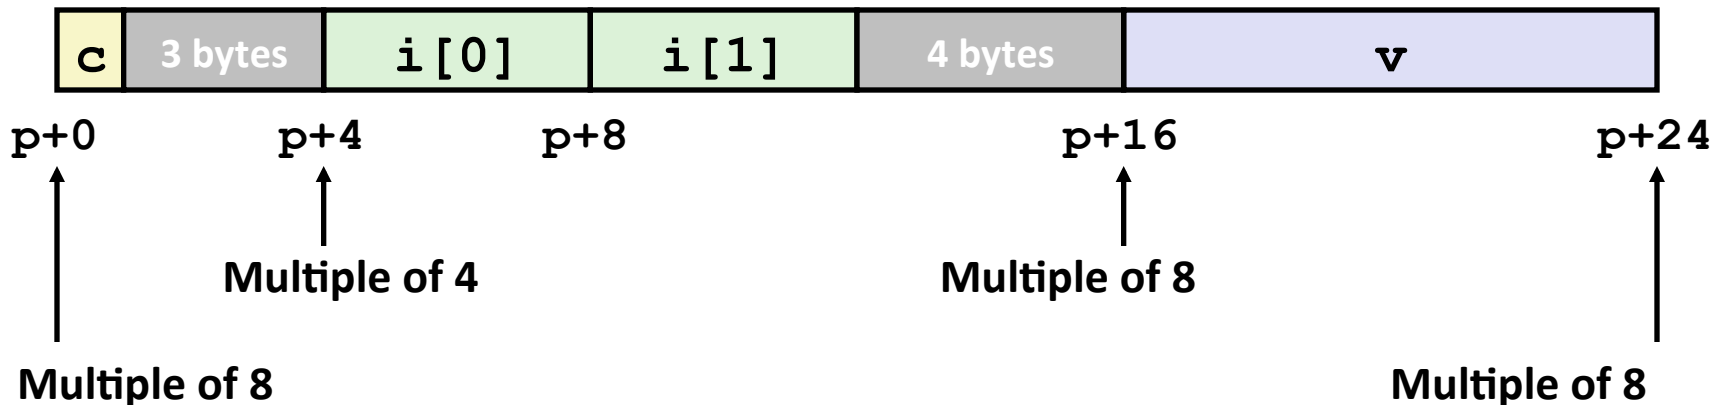 c 3 bytes i[0] i[1] 4 bytes v
p+0 p+4 p+8 p+16 p+24
Multiple of 4 Multiple of 8
Multiple of 8 Multiple of 8